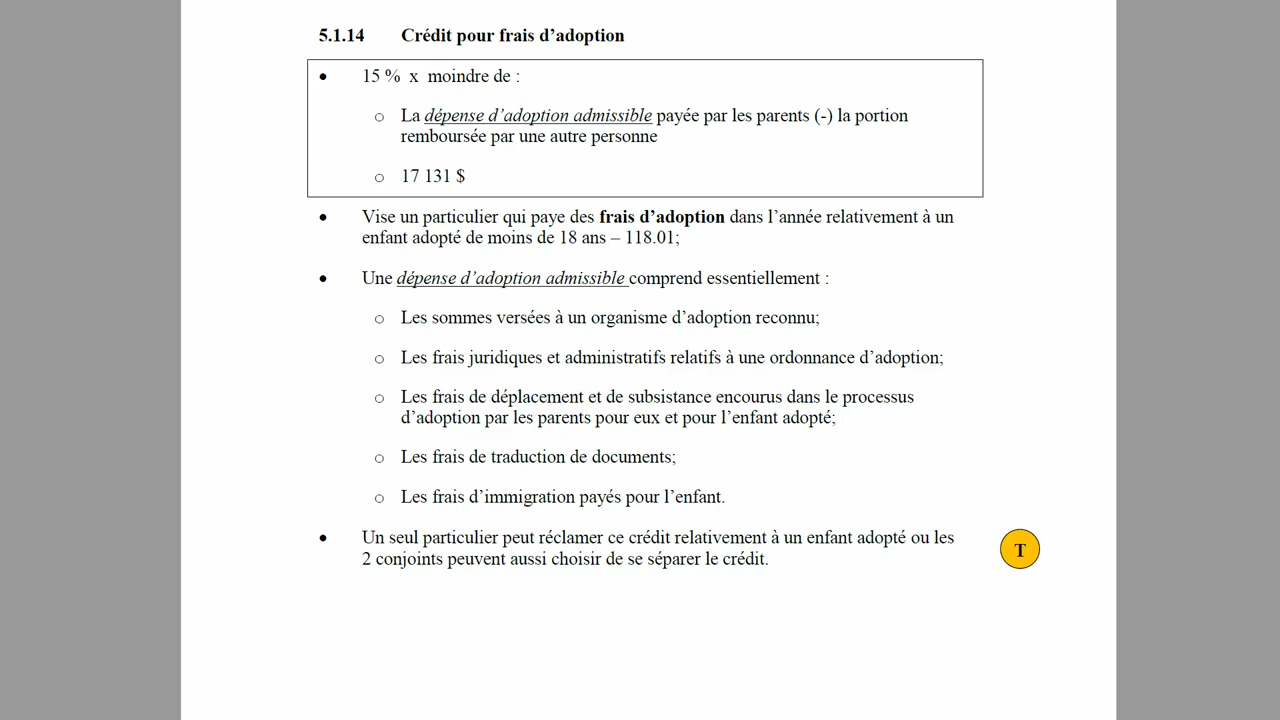 5.1.14 Crédit pour frais d’adoption
• 15 % x moindre de :
o La dépense d’adoption admissible payée par les parents (-) la portion
remboursée par une autre personne
o 17 131 $
• Vise un particulier qui paye des frais d’adoption dans l’année relativement à un
enfant adopté de moins de 18 ans – 118.01;
• Une dépense d’adoption admissible comprend essentiellement :
o Les sommes versées à un organisme d’adoption reconnu;
o Les frais juridiques et administratifs relatifs à une ordonnance d’adoption;
o Les frais de déplacement et de subsistance encourus dans le processus
d’adoption par les parents pour eux et pour l’enfant adopté;
o Les frais de traduction de documents;
o Les frais d’immigration payés pour l’enfant.
• Un seul particulier peut réclamer ce crédit relativement à un enfant adopté ou les
2 conjoints peuvent aussi choisir de se séparer le crédit.
T